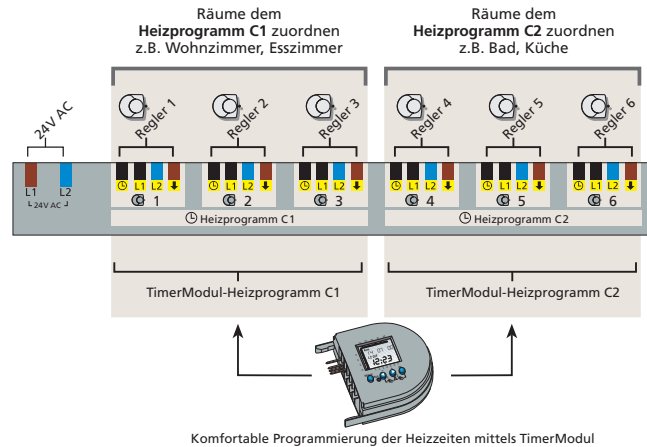 Räume dem
Heizprogramm C1 zuordnen
z.B. Wohnzimmer, Esszimmer
Räume dem
Heizprogramm C2 zuordnen
z.B. Bad, Küche
24V AC
Regler 1
Regler 2
Regler 3
Regler 4
Regler 5
Regler 6
L1 L2
24V AC
L1 L2
L1 L2
L1 L2
L1 L2
L1 L2
L1 L2
1
2
3
4
5
6
Heizprogramm C1
Heizprogramm C2
TimerModul-Heizprogramm C1
TimerModul-Heizprogramm C2
12:23
Komfortable Programmierung der Heizzeiten mittels TimerModul